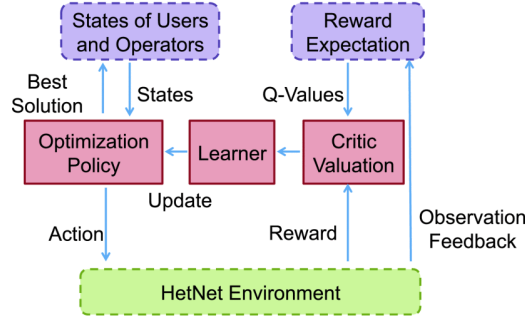 States of Users
and Operators
Reward
Expectation
Best
Solution
States
Q-Values
Optimization
Policy
Learner
Critic
Valuation
Update
Action
Reward
Observation
Feedback
HetNet Environment